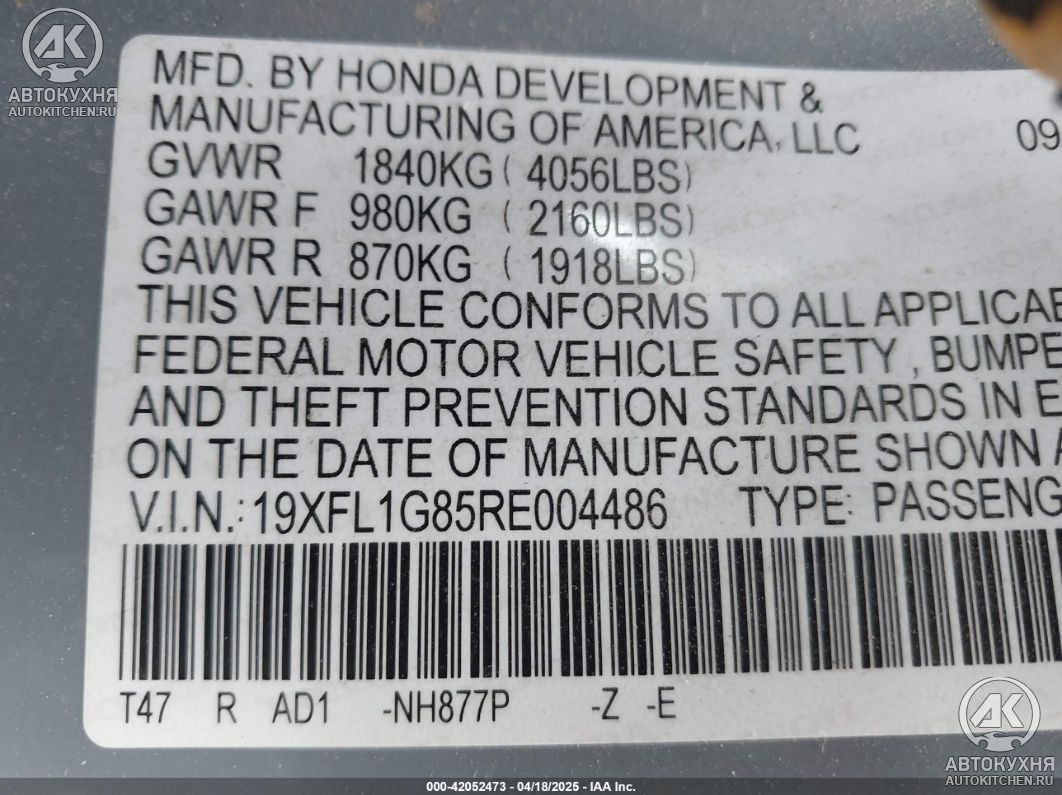 АК
АВТОКУХНЯ
AUTOKITCHEN.RU
MFD. BY HONDA DEVELOPMENT &
MANUFACTURING OF AMERICA, LLC 09
GVWR 1840KG ( 4056LBS)
GAWR F 980KG ( 2160LBS)
GAWR R 870KG ( 1918LBS)
THIS VEHICLE CONFORMS TO ALL APPLICAB
FEDERAL MOTOR VEHICLE SAFETY , BUMPE
AND THEFT PREVENTION STANDARDS IN E
ON THE DATE OF MANUFACTURE SHOWN A
V.I.N.: 19XFL1G85RE004486 TYPE: PASSENG
T47 R AD1 -NH877P -Z -E
АК
АВТОКУХНЯ
AUTOKITCHEN.RU
000-42052473 - 04/18/2025 - IAA Inc.